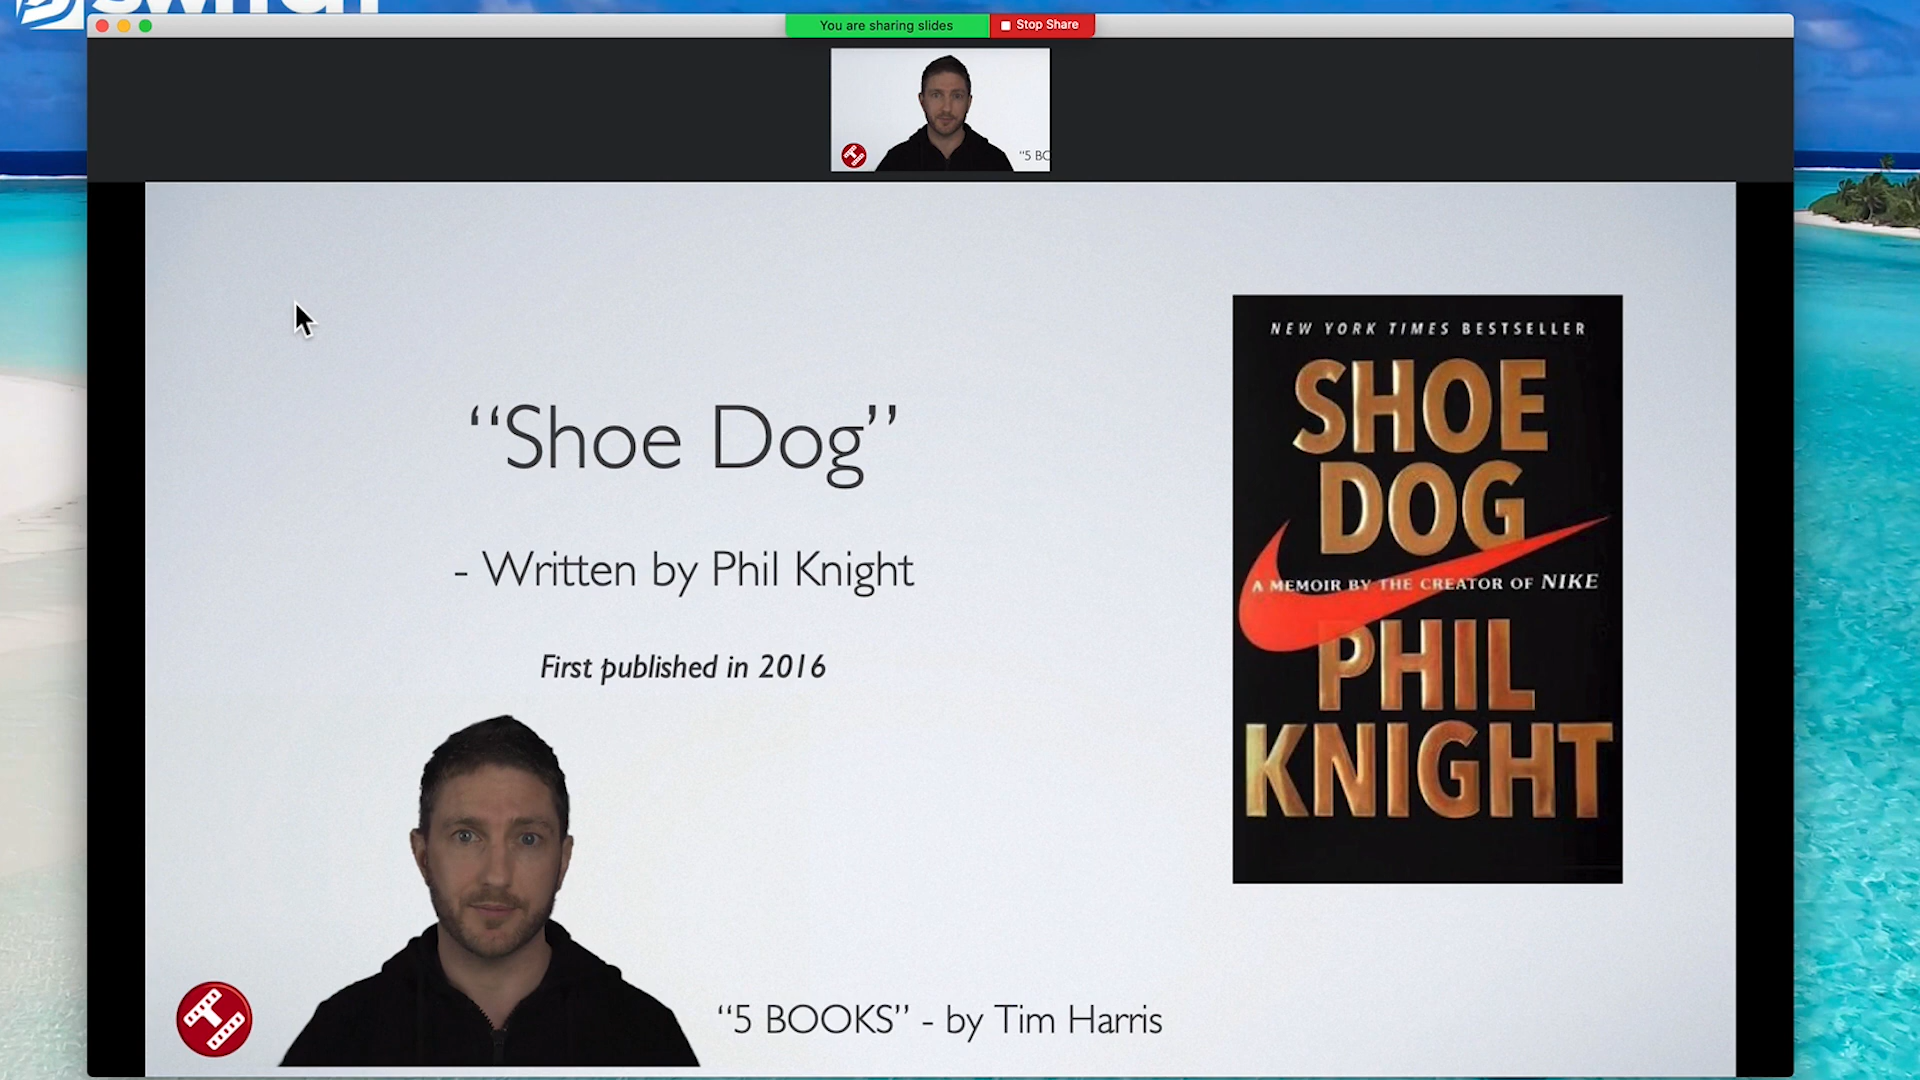 You are sharing slides
Stop Share
"5 BO
"Shoe Dog"
- Written by Phil Knight
First published in 2016
NEW YORK TIMES BESTSELLER
SHOE
DOG
A MEMOIR BY THE CREATOR OF NIKE
PHIL
KNIGHT
"5 BOOKS" - by Tim Harris